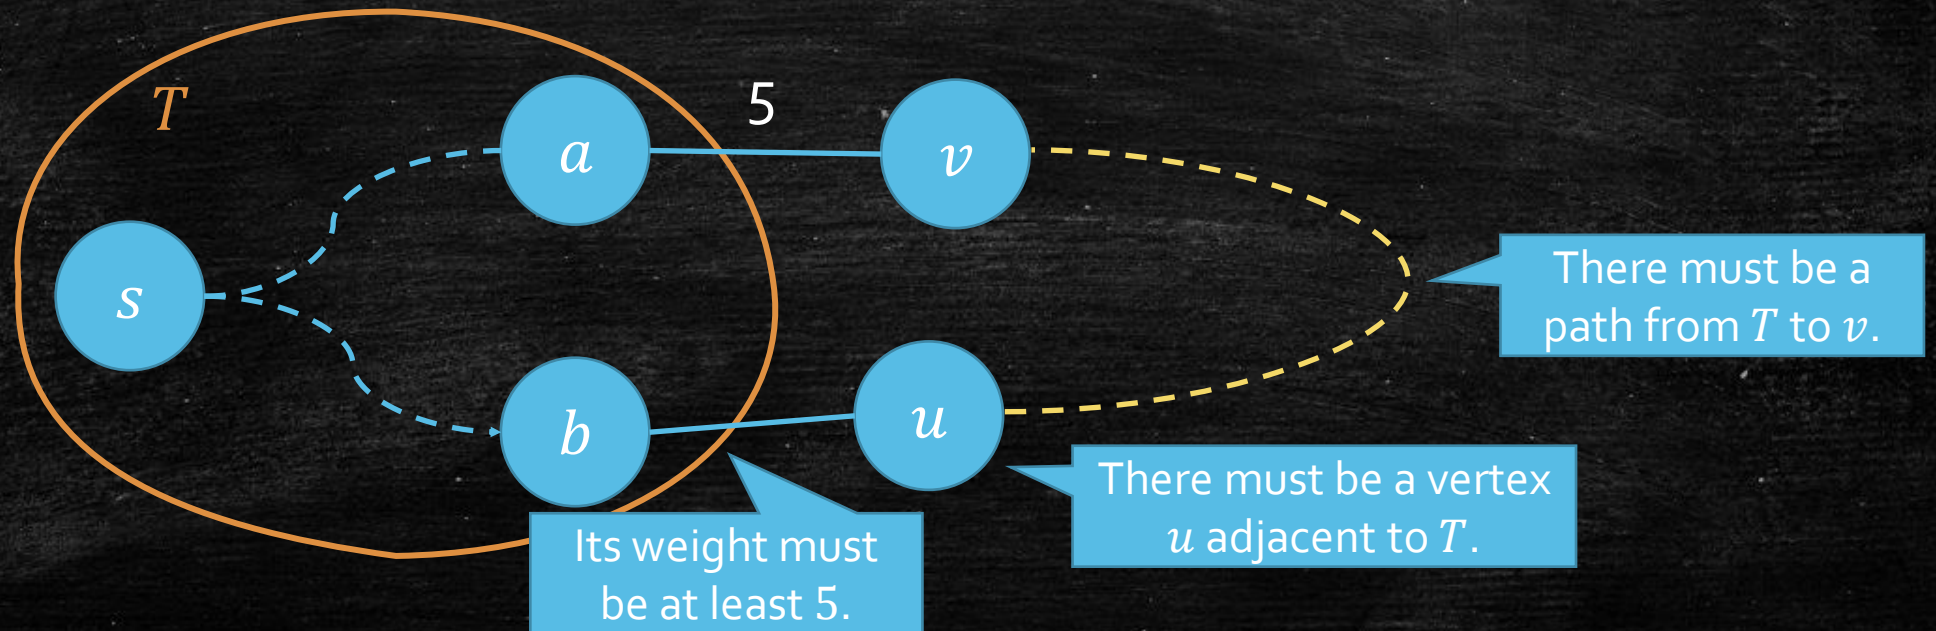 T
5
a
v
s
There must be a
path from T to v.
b
u
There must be a vertex
u adjacent to T.
Its weight must
be at least 5.